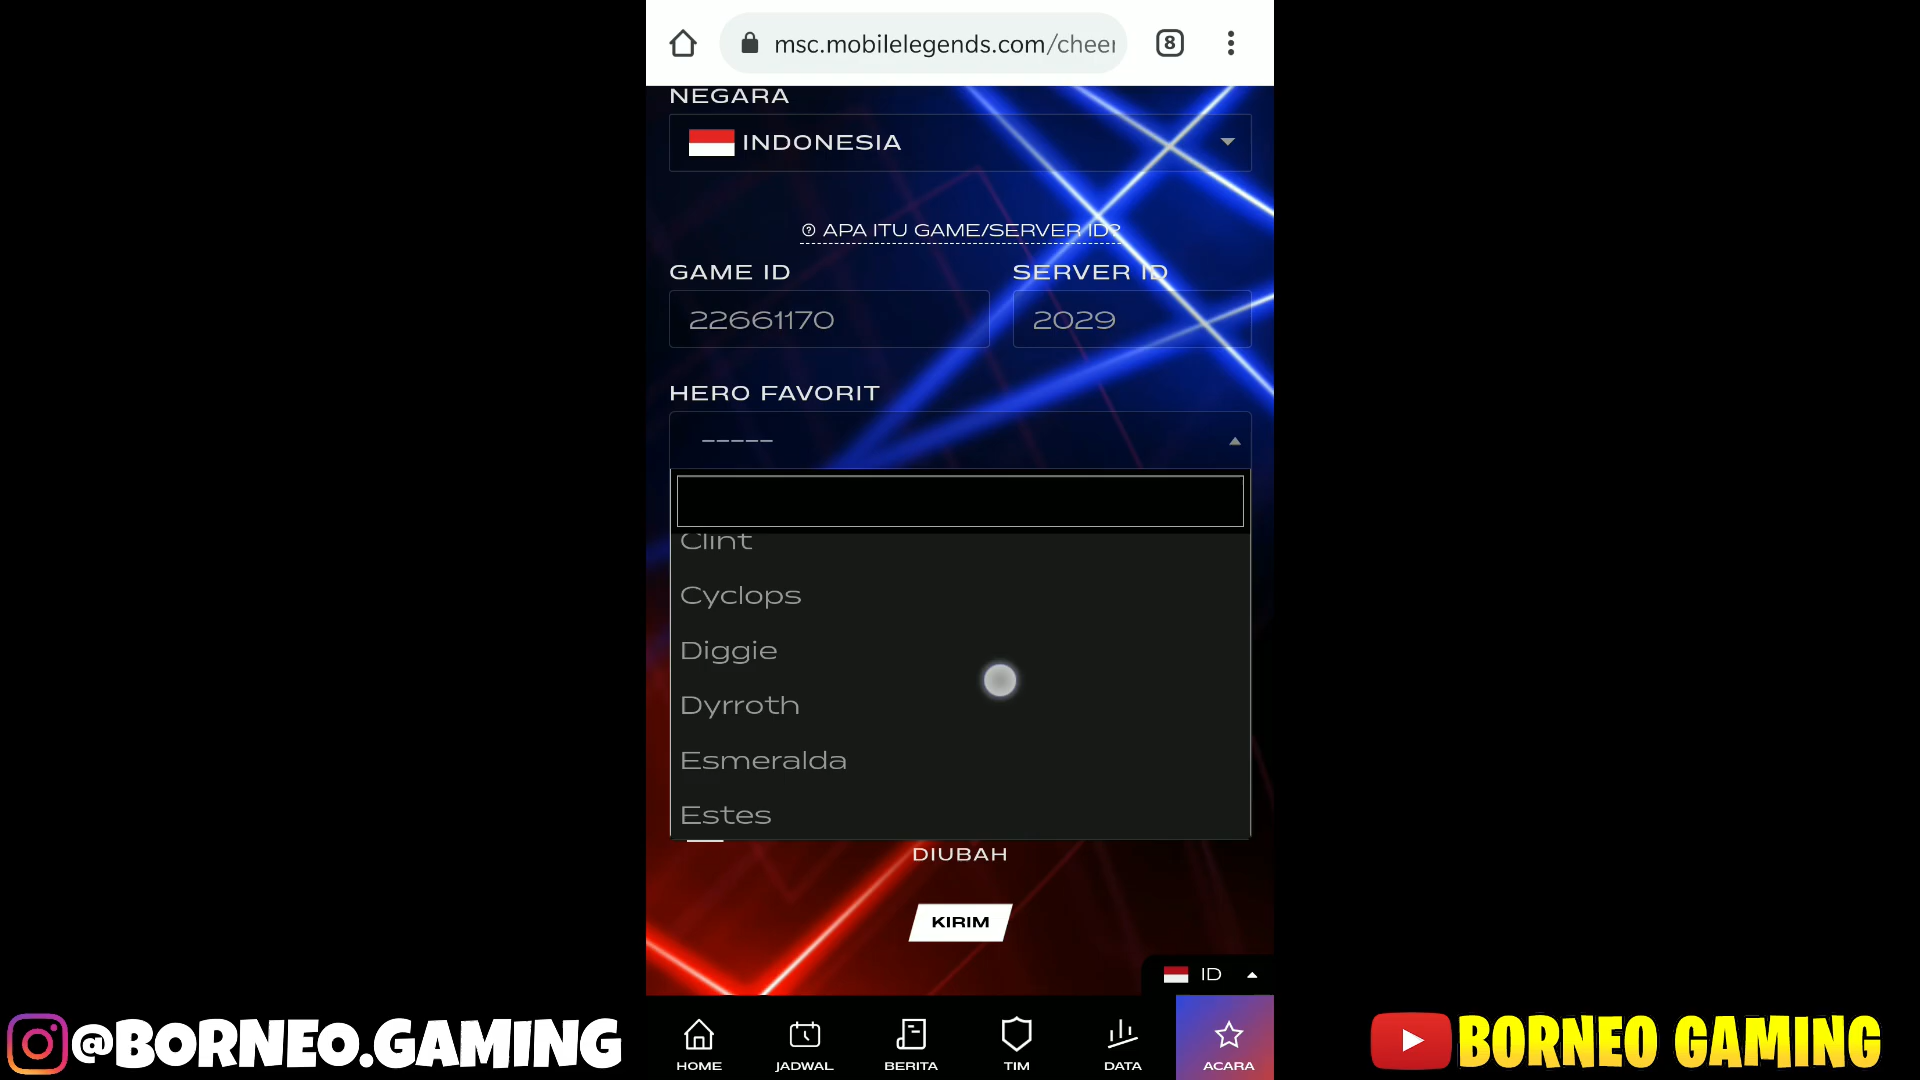 msc.mobilelegends.com/cheer
8
NEGARA
INDONESIA
APA ITU GAME/SERVER ID?
GAME ID
SERVER ID
22661170
2029
HERO FAVORIT
-----
Clint
Cyclops
Diggie
Dyrroth
Esmeralda
Estes
DIUBAH
KIRIM
ID
HOME
JADWAL
BERITA
TIM
DATA
ACARA
@BORNEO.GAMING
BORNEO GAMING